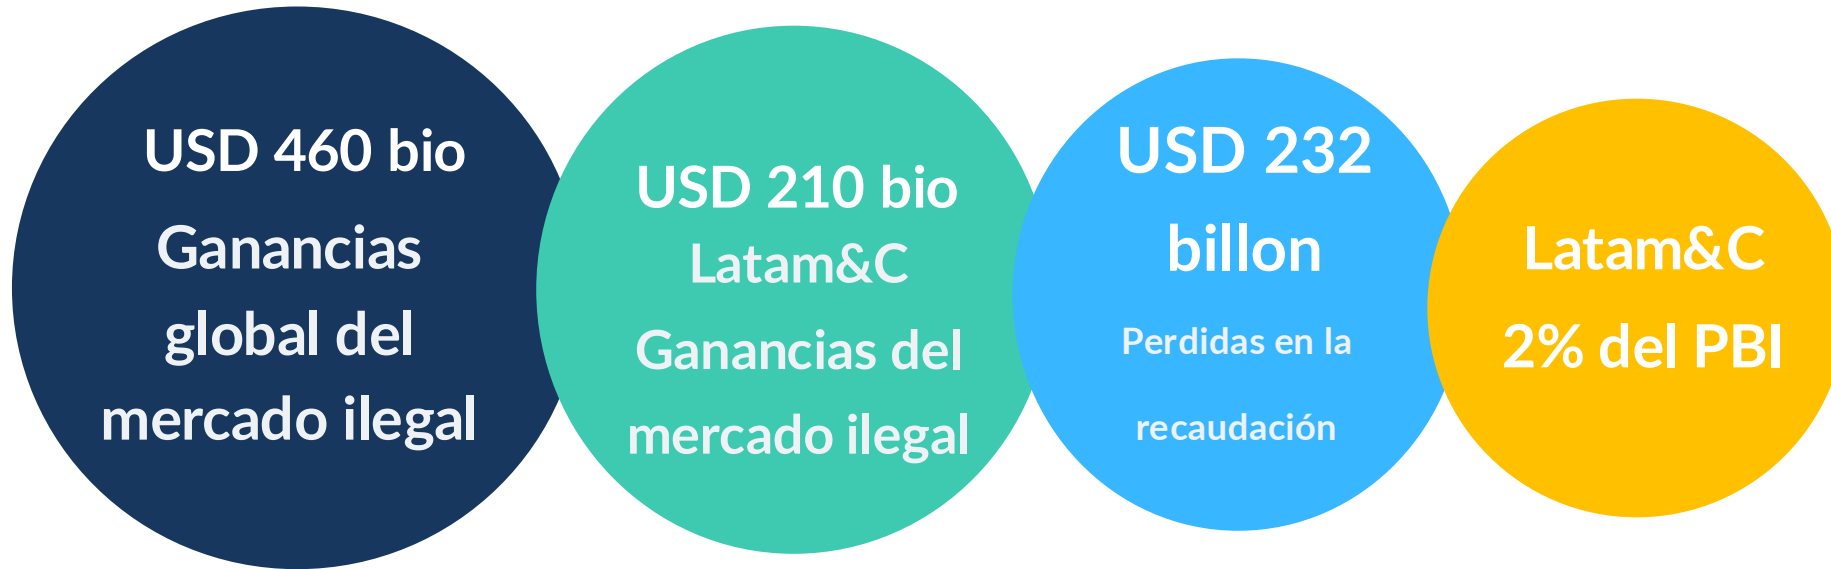 USD 460 bio
Ganancias
global del
mercado ilegal
USD 210 bio
Latam&C
Ganancias del
mercado ilegal
USD 232
billon
Perdidas en la
recaudación
Latam&C
2% del PBI